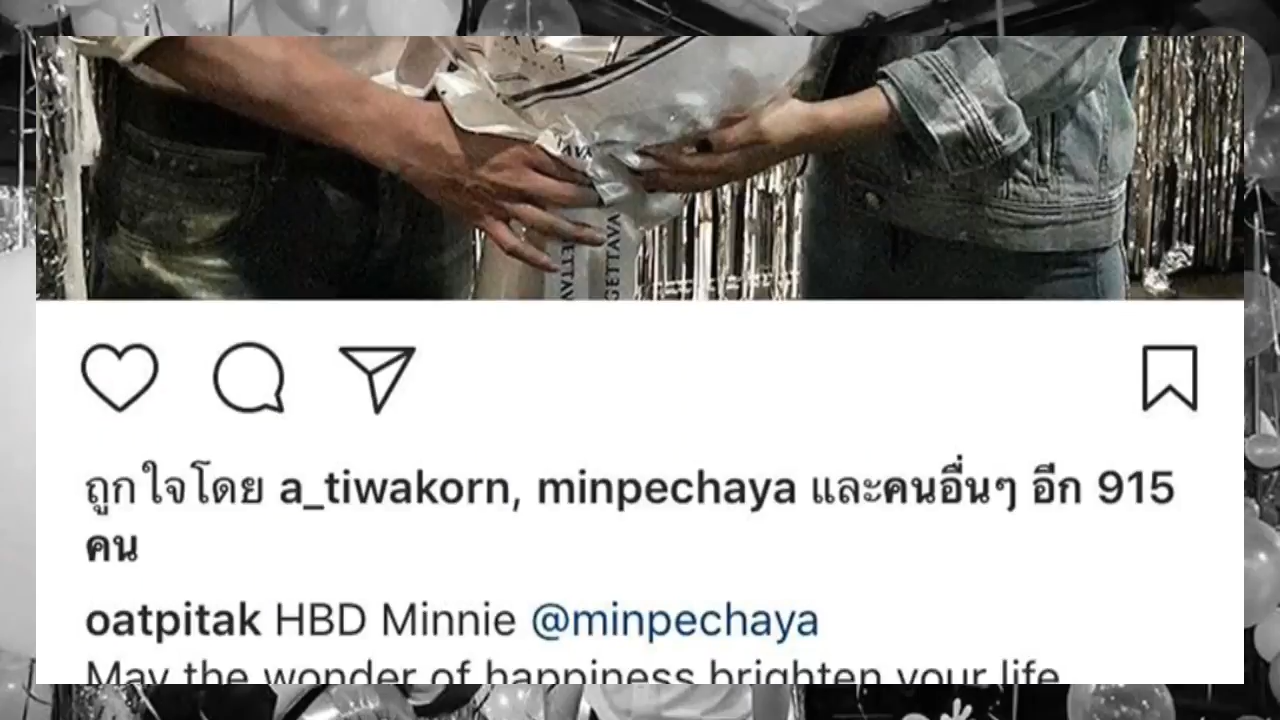 GETTAVA
ถูกใจโดย a_tiwakorn, minpechaya และคนอื่นๆ อีก 915
คน
oatpitak HBD Minnie @minpechaya
May the wonder of happiness brighten your life